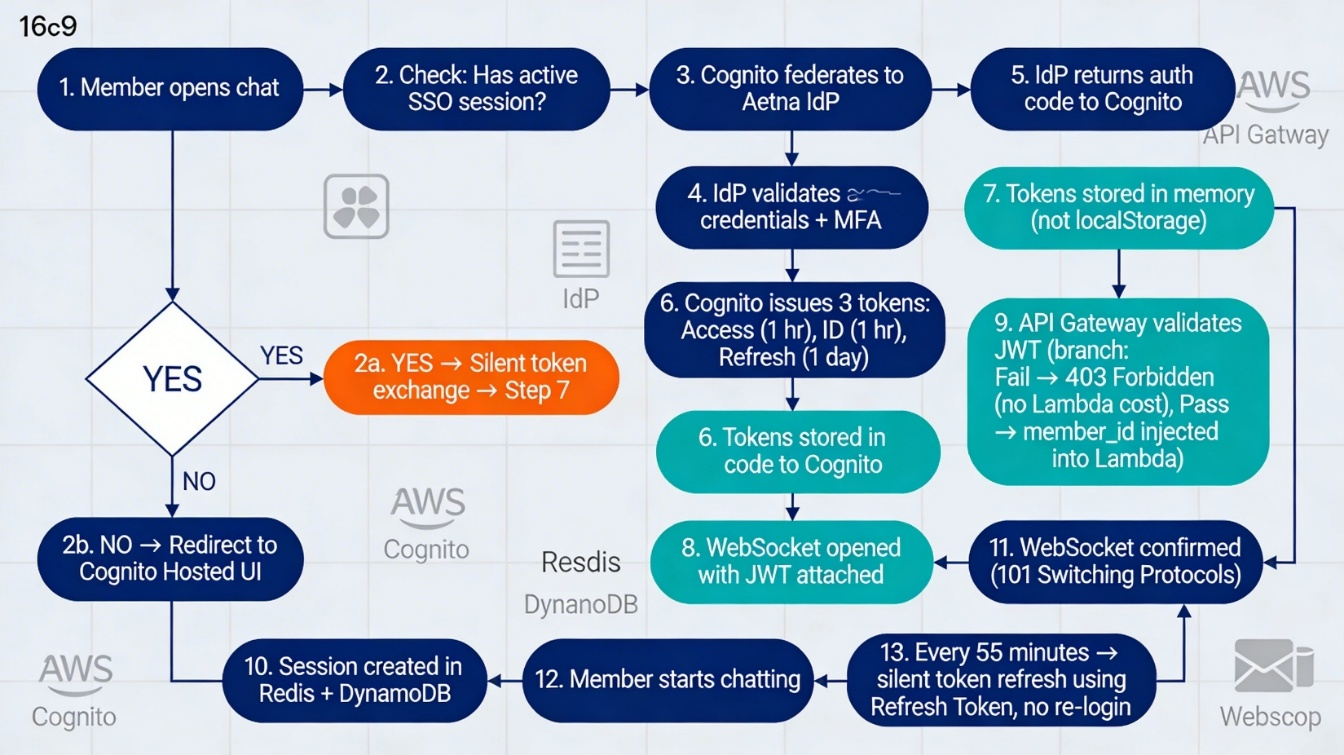 16c9
1. Member opens chat
2. Check: Has active
SSO session?
3. Cognito federates to
Aetna IdP
5. IdP returns auth
code to Cognito
AWS
API Gatway
4. IdP validates
credentials + MFA
7. Tokens stored in memory
(not localStorage)
IdP
6. Cognito issues 3 tokens:
Access (1 hr), ID (1 hr),
Refresh (1 day)
9. API Gateway validates
JWT (branch:
Fail → 403 Forbidden
(no Lambda cost), Pass
→ member_id injected
into Lambda)
YES
YES
2a. YES → Silent token
exchange → Step 7
6. Tokens stored in
code to Cognito
NO
AWS
Cognito
2b. NO → Redirect to
Cognito Hosted UI
Resdis
DynanoDB
8. WebSocket opened
with JWT attached
11. WebSocket confirmed
(101 Switching Protocols)
AWS
Cognito
10. Session created in
Redis + DynamoDB
12. Member starts chatting
13. Every 55 minutes →
silent token refresh using
Refresh Token, no re-login
Webscop